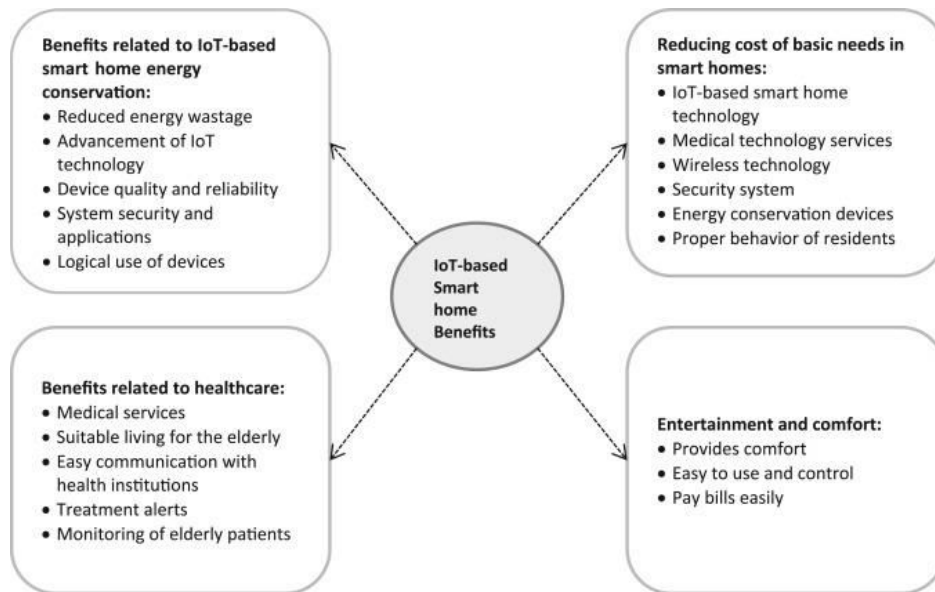 Benefits related to IoT-based
smart home energy
conservation:
• Reduced energy wastage
• Advancement of IoT
technology
• Device quality and reliability
• System security and
applications
• Logical use of devices
Reducing cost of basic needs in
smart homes:
• IoT-based smart home
technology
• Medical technology services
• Wireless technology
• Security system
• Energy conservation devices
• Proper behavior of residents
IoT-based
Smart
home
Benefits
Benefits related to healthcare:
• Medical services
• Suitable living for the elderly
• Easy communication with
health institutions
• Treatment alerts
• Monitoring of elderly patients
Entertainment and comfort:
• Provides comfort
• Easy to use and control
• Pay bills easily